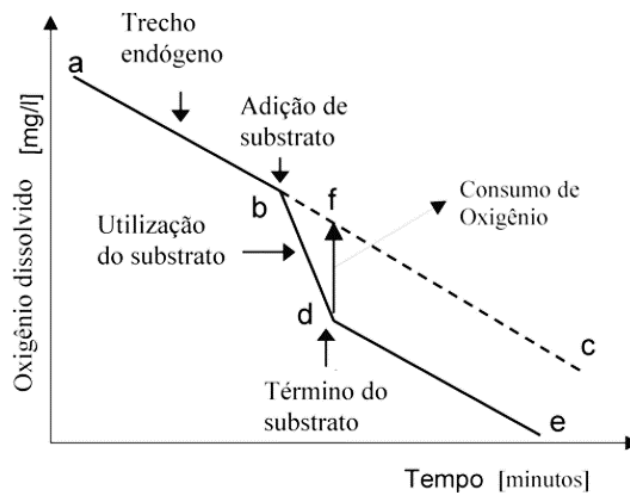 Trecho
endógeno
a
Adição de
substrato
b
f
Consumo de
Oxigênio
Utilização
do substrato
d
c
Término do
substrato
e
Oxigênio dissolvido [mg/l]
Tempo [minutos]